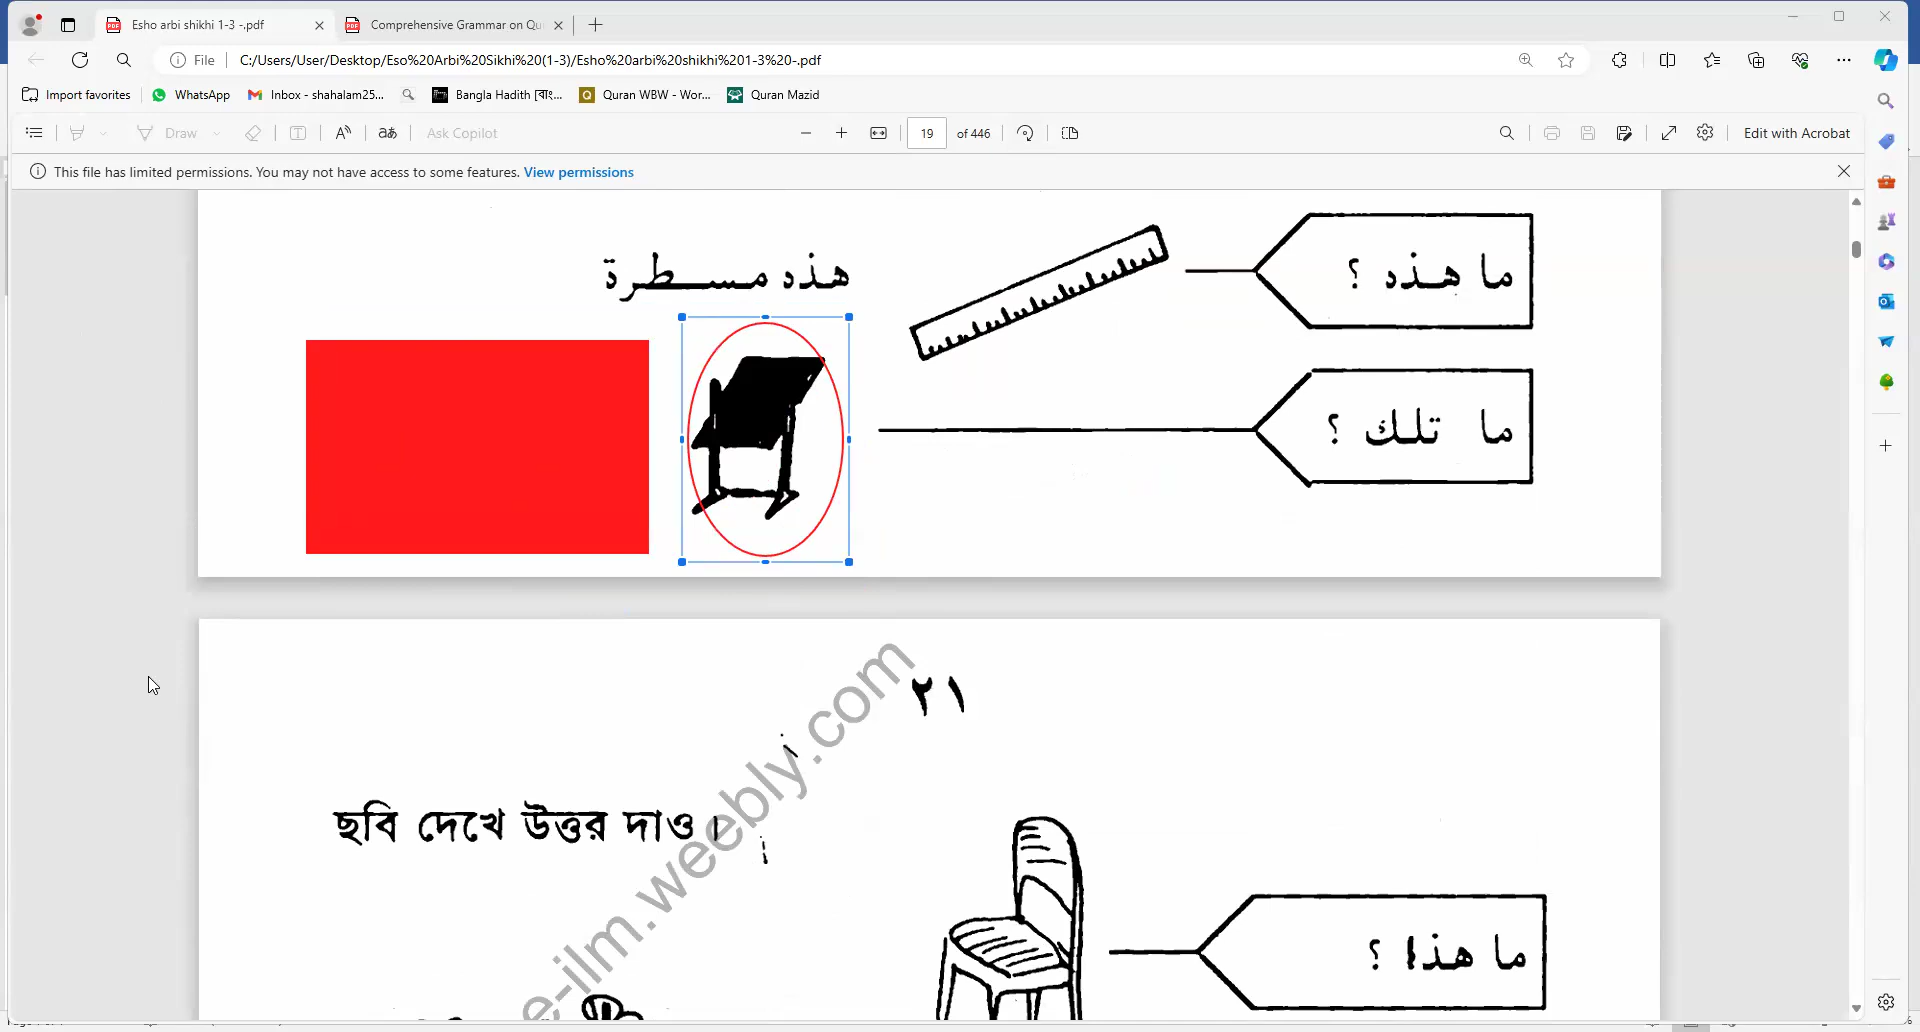 Esho arbi shikhi 1-3 -.pdf
Comprehensive Grammar on Qu
File
C:/Users/User/Desktop/Eso%20Arbi%20Sikhi%20(1-3)/Esho%20arbi%20shikhi%201-3%20-.pdf
Import favorites
WhatsApp
Inbox - shahalam25...
Bangla Hadith [বাং...
Quran WBW - Wor...
Quran Mazid
Draw
Ask Copilot
19 of 446
Edit with Acrobat
This file has limited permissions. You may not have access to some features. View permissions
ما هذه ؟
هذه مسطرة
ما تلك ؟
٢١
ছবি দেখে উত্তর দাও।
ما هذا ؟
e-ilm.weebly.com